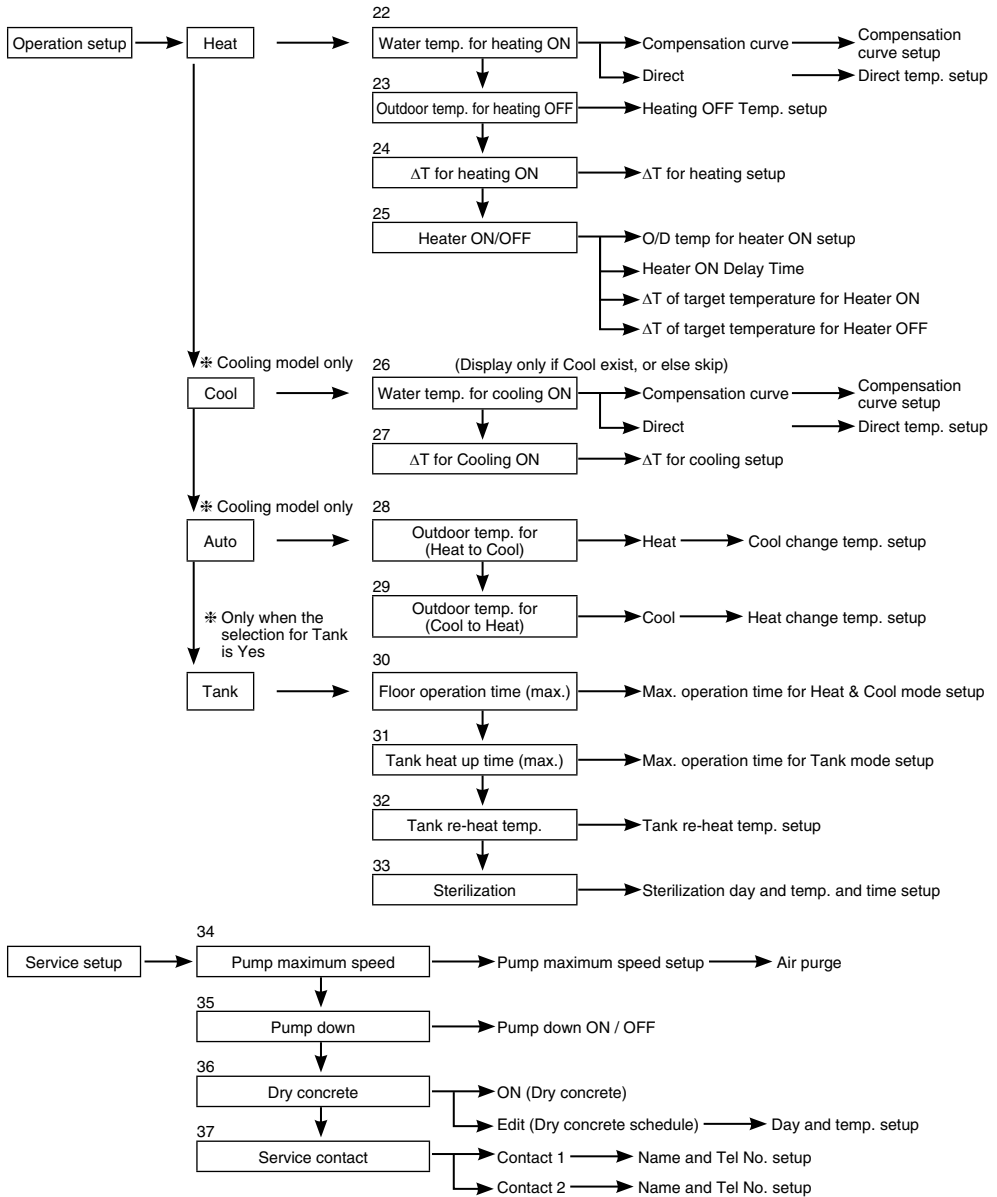 22
Operation setup
Heat
Water temp. for heating ON
Compensation curve
Compensation
curve setup
Direct
Direct temp. setup
23
Outdoor temp. for heating OFF
Heating OFF Temp. setup
24
ΔT for heating ON
ΔT for heating setup
25
Heater ON/OFF
O/D temp for heater ON setup
Heater ON Delay Time
ΔT of target temperature for Heater ON
ΔT of target temperature for Heater OFF
⁜ Cooling model only
26
(Display only if Cool exist, or else skip)
Cool
Water temp. for cooling ON
Compensation curve
Compensation
curve setup
Direct
Direct temp. setup
27
ΔT for Cooling ON
ΔT for cooling setup
⁜ Cooling model only
28
Auto
Outdoor temp. for
(Heat to Cool)
Heat
Cool change temp. setup
29
Outdoor temp. for
(Cool to Heat)
Cool
Heat change temp. setup
⁜ Only when the
selection for Tank
is Yes
30
Tank
Floor operation time (max.)
Max. operation time for Heat & Cool mode setup
31
Tank heat up time (max.)
Max. operation time for Tank mode setup
32
Tank re-heat temp.
Tank re-heat temp. setup
33
Sterilization
Sterilization day and temp. and time setup
34
Service setup
Pump maximum speed
Pump maximum speed setup
Air purge
35
Pump down
Pump down ON / OFF
36
Dry concrete
ON (Dry concrete)
Edit (Dry concrete schedule)
Day and temp. setup
37
Service contact
Contact 1
Name and Tel No. setup
Contact 2
Name and Tel No. setup